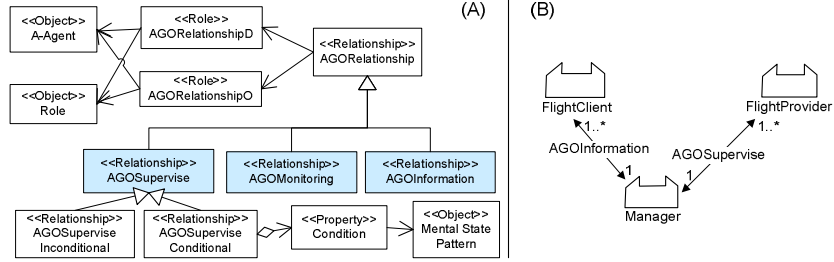 (A)
<<Object>>
A-Agent
<<Role>>
AGORelationshipD
<<Relationship>>
AGORelationship
<<Object>>
Role
<<Role>>
AGORelationshipO
<<Relationship>>
AGOSupervise
<<Relationship>>
AGOMonitoring
<<Relationship>>
AGOInformation
<<Relationship>>
AGOSupervise
Inconditional
<<Relationship>>
AGOSupervise
Conditional
<<Property>>
Condition
<<Object>>
Mental State
Pattern
(B)
FlightClient
FlightProvider
1..*
1..*
AGOInformation
AGOSupervise
1
1
Manager